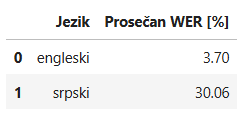 Jezik Prosečan WER [%]
0 engleski 3.70
1 srpski 30.06